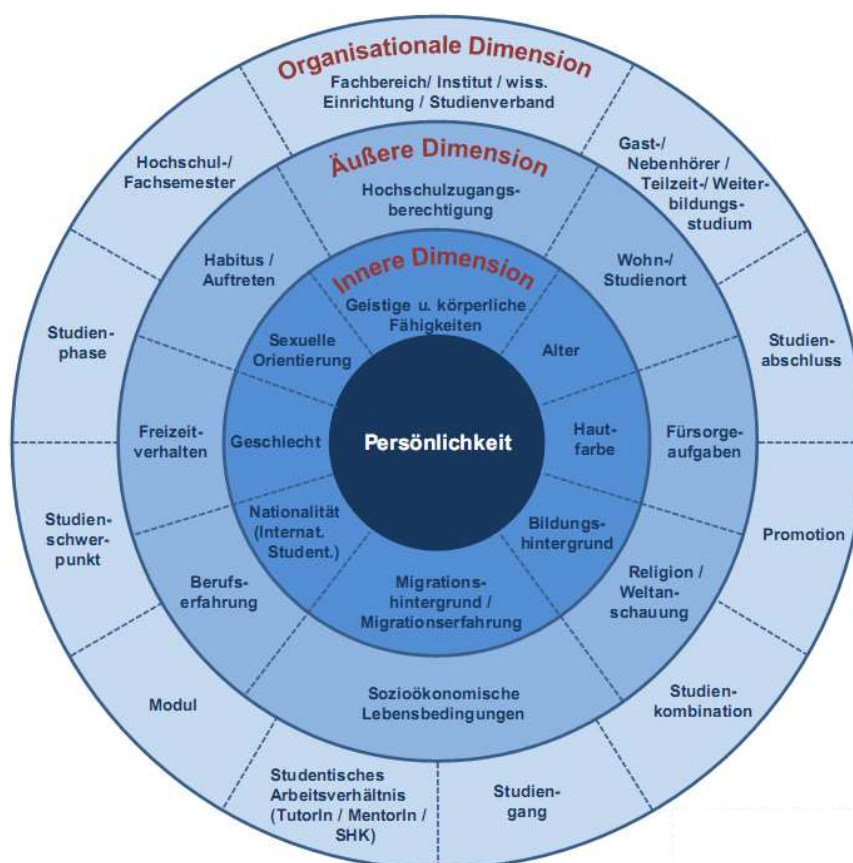 Organisationale Dimension
Fachbereich/ Institut / wiss.
Einrichtung / Studienverband
Gast-/
Nebenhörer /
Teilzeit-/ Weiter-
bildungs-
studium
Studien-
abschluss
Promotion
Studien-
kombination
Studien-
gang
Studentisches
Arbeitsverhältnis
(TutorIn / MentorIn /
SHK)
Modul
Studien-
schwer-
punkt
Studien-
phase
Hochschul-/
Fachsemester
Äußere Dimension
Hochschulzugangs-
berechtigung
Wohn-/
Studienort
Fürsorge-
aufgaben
Religion /
Weltan-
schauung
Sozioökonomische
Lebensbedingungen
Berufs-
erfahrung
Freizeit-
verhalten
Habitus /
Auftreten
Innere Dimension
Geistige u. körperliche
Fähigkeiten
Alter
Haut-
farbe
Bildungs-
hintergrund
Migrations-
hintergrund /
Migrationserfahrung
Nationalität
(Internat.
Student.)
Geschlecht
Sexuelle
Orientierung
Persönlichkeit